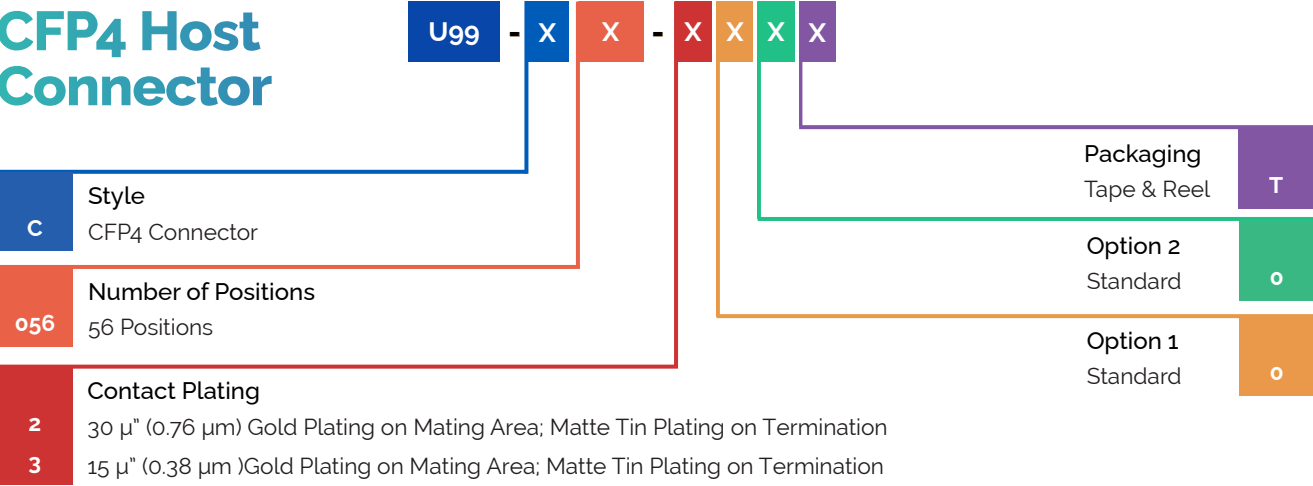 CFP4 Host
Connector
U99 - X X - X X X X
Style
C CFP4 Connector
Number of Positions
056 56 Positions
Contact Plating
2 30 µ” (0.76 µm) Gold Plating on Mating Area; Matte Tin Plating on Termination
3 15 µ” (0.38 µm )Gold Plating on Mating Area; Matte Tin Plating on Termination
Packaging
Tape & Reel T
Option 2
Standard 0
Option 1
Standard 0